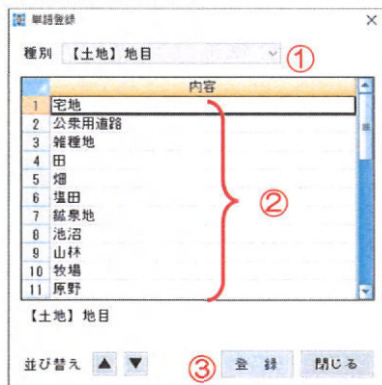 単語登録
種別 【土地】地目 ①
内容
1 宅地
2 公衆用道路
3 雑種地
4 田
5 畑
6 塩田
7 鉱泉地
8 池沼
9 山林
10 牧場
11 原野
②
【土地】地目
並び替え ▲ ▼ ③ 登録 閉じる